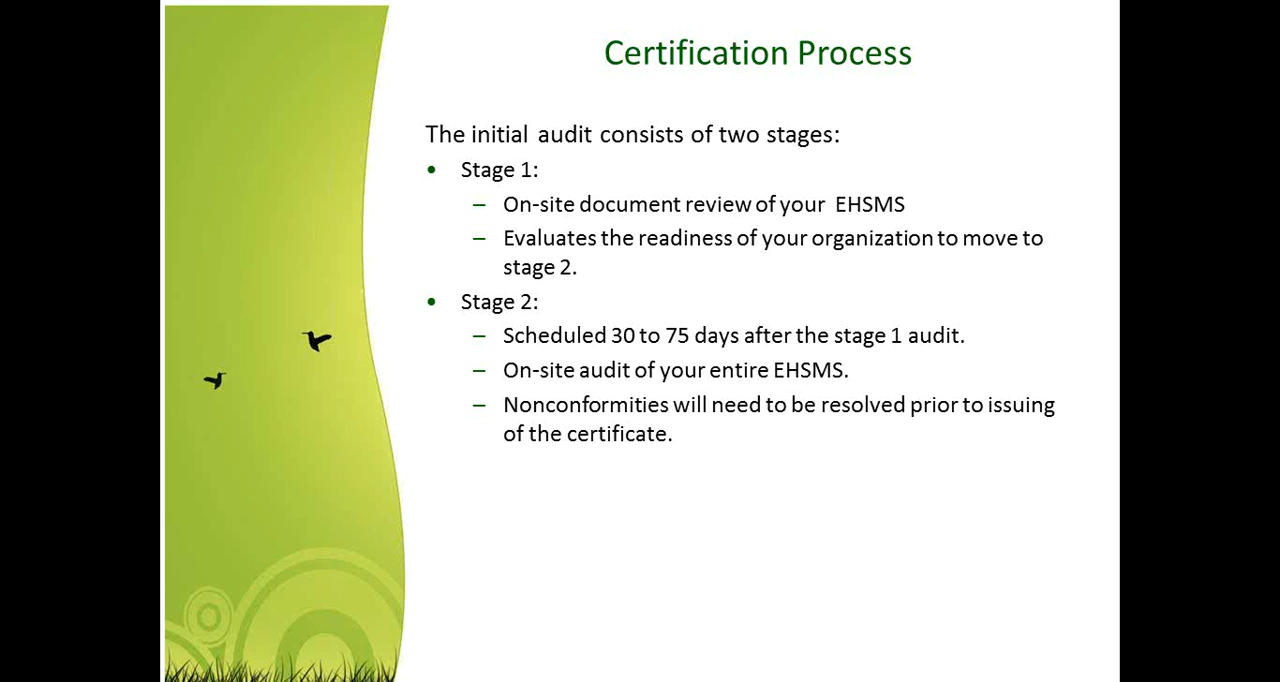 Certification Process
The initial audit consists of two stages:
• Stage 1:
– On-site document review of your EHSMS
– Evaluates the readiness of your organization to move to
stage 2.
• Stage 2:
– Scheduled 30 to 75 days after the stage 1 audit.
– On-site audit of your entire EHSMS.
– Nonconformities will need to be resolved prior to issuing
of the certificate.